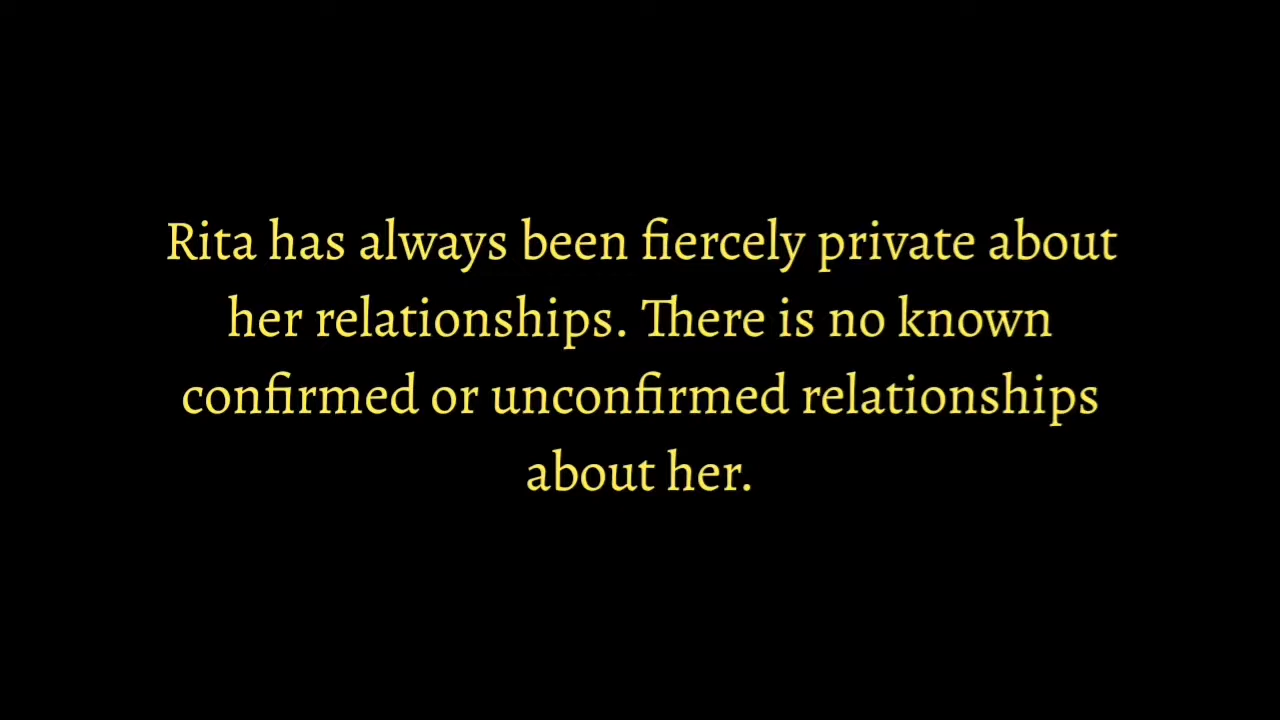 Rita has always been fiercely private about
her relationships. There is no known
confirmed or unconfirmed relationships
about her.